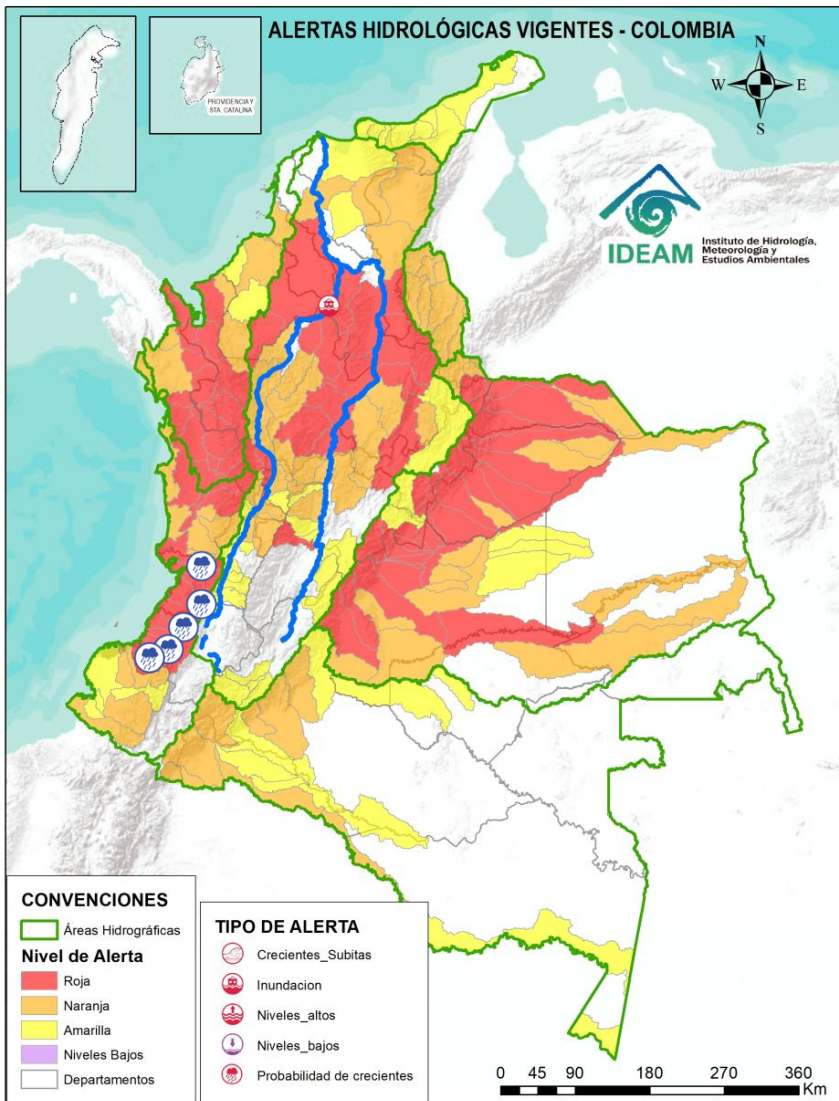 ALERTAS HIDROLÓGICAS VIGENTES - COLOMBIA
PROVIDENCIA Y
STA. CATALINA
N
W
E
S
IDEAM
Instituto de Hidrología,
Meteorología y
Estudios Ambientales
CONVENCIONES
Áreas Hidrográficas
Nivel de Alerta
Roja
Naranja
Amarilla
Niveles Bajos
Departamentos
TIPO DE ALERTA
Crecientes_Subitas
Inundacion
Niveles_altos
Niveles_bajos
Probabilidad de crecientes
0 45 90 180 270 360
Km